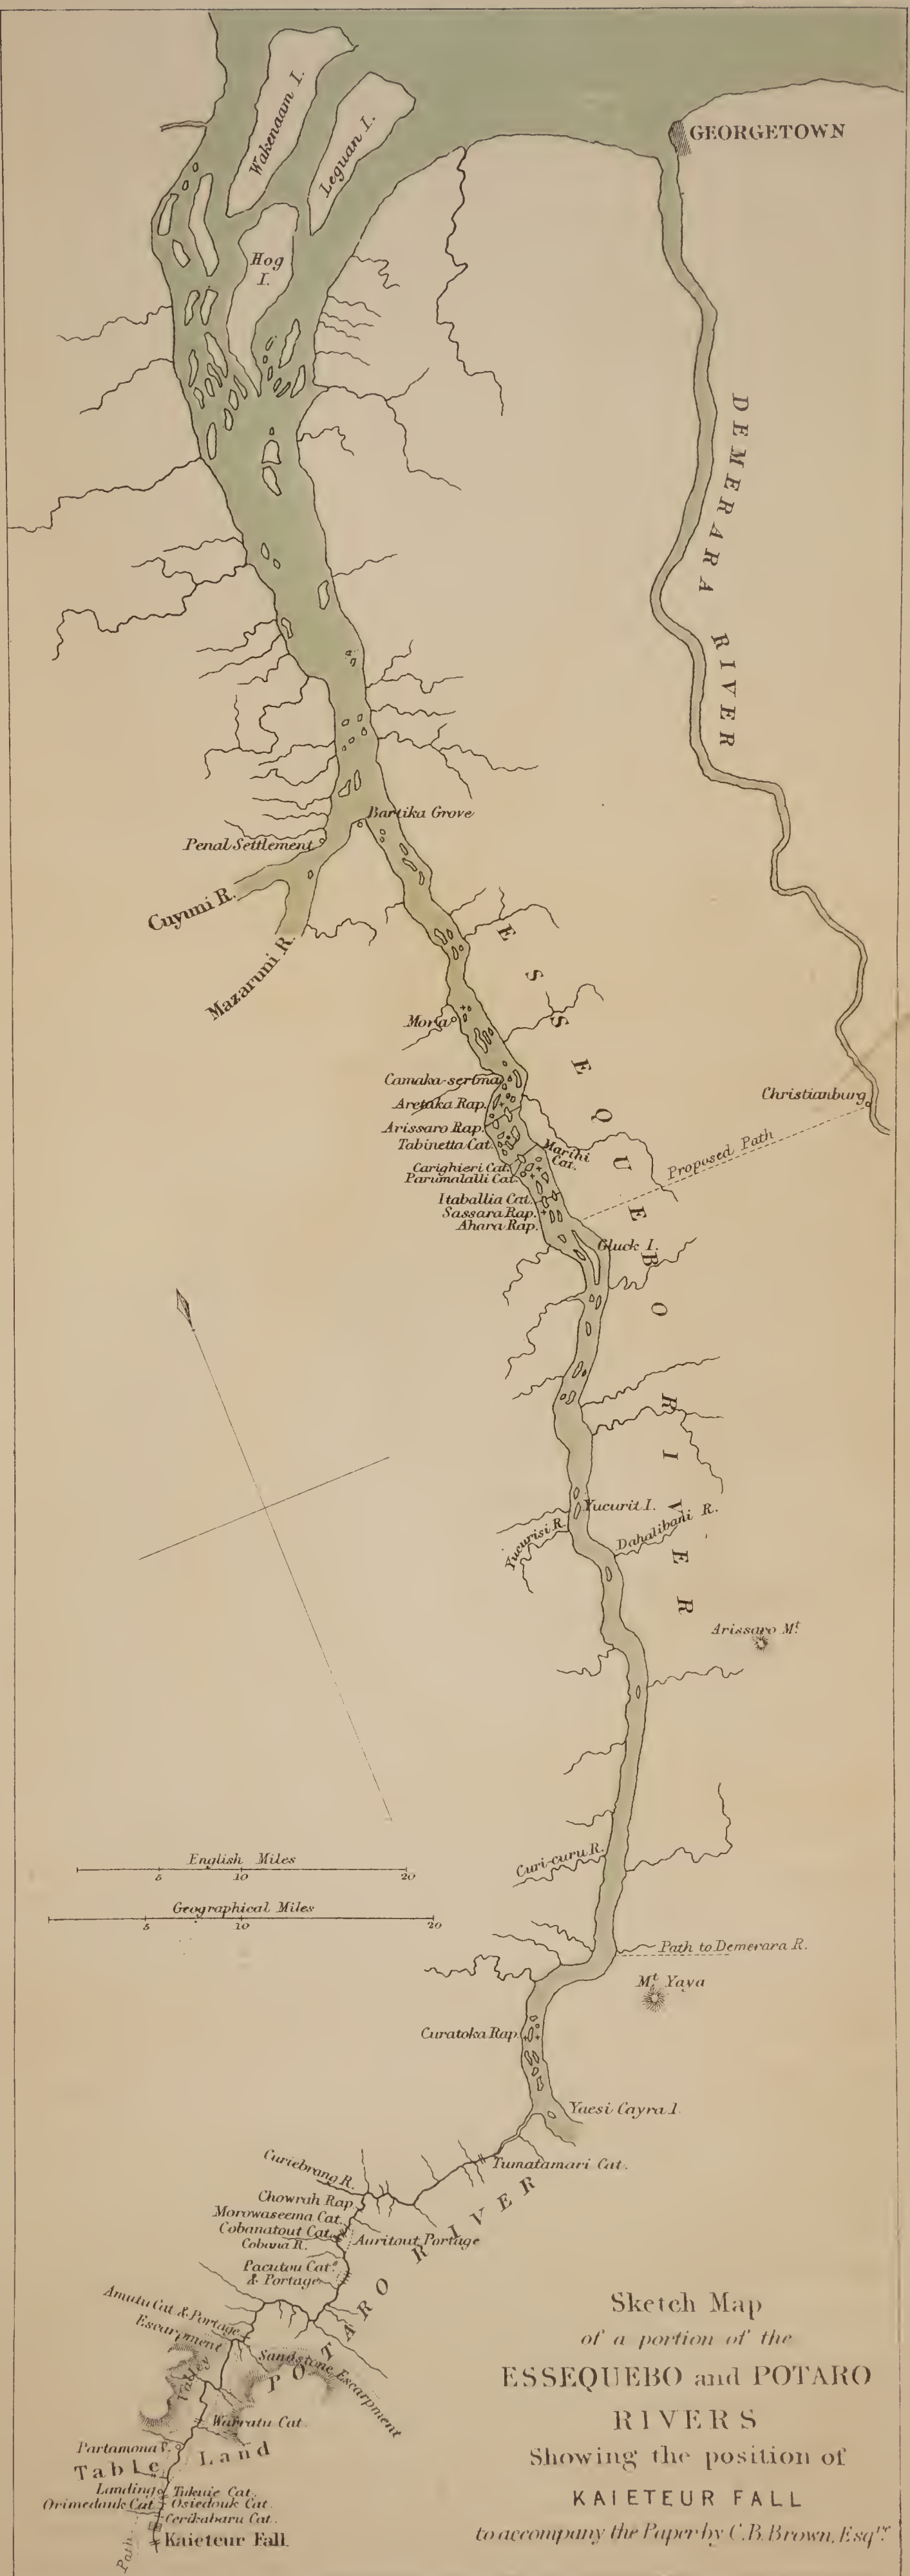 Wakenaam I.
Leguan I.
GEORGETOWN
Hog
I.
DEMERARA RIVER
Bartika Grove
Penal Settlement
Cuyuni R.
Mazaruni R.
ESSEQUEBO RIVER
Moria
Camaka-serima
Aretaka Rap.
Arissaro Rap.
Tabinetta Cat.
Marihi
Cat.
Carighieri Cat.
Parumalalli Cat.
Itaballia Cat.
Sassara Rap.
Ahara Rap.
Christianburg
Proposed Path
Gluck I.
Yucurit I.
Yucurisi R.
Dahalibani R.
Arissaro Mt.
Curi-curu R.
English Miles
5 10 20
Geographical Miles
5 10 20
Path to Demerara R.
Mt. Yaya
Curatoka Rap.
Yaesi Cayra I.
Tumatamari Cat.
Curiebrang R.
Chowrah Rap.
Morowaseema Cat.
Cobanatout Cat.
Cobana R.
Auritout Portage
Pacutou Cat.
& Portage
POTARO RIVER
Amutu Cat & Portage
Escarpment
Sandstone Escarpment
Valley
Warratu Cat.
Partamona V.
Table Land
Landing
Tukuie Cat.
Orimedouk Cat.
Osiedouk Cat.
Cerikabaru Cat.
Kaieteur Fall.
Path
Sketch Map
of a portion of the
ESSEQUEBO and POTARO
RIVERS
Showing the position of
KAIETEUR FALL
to accompany the Paper by C.B. Brown, Esqre.